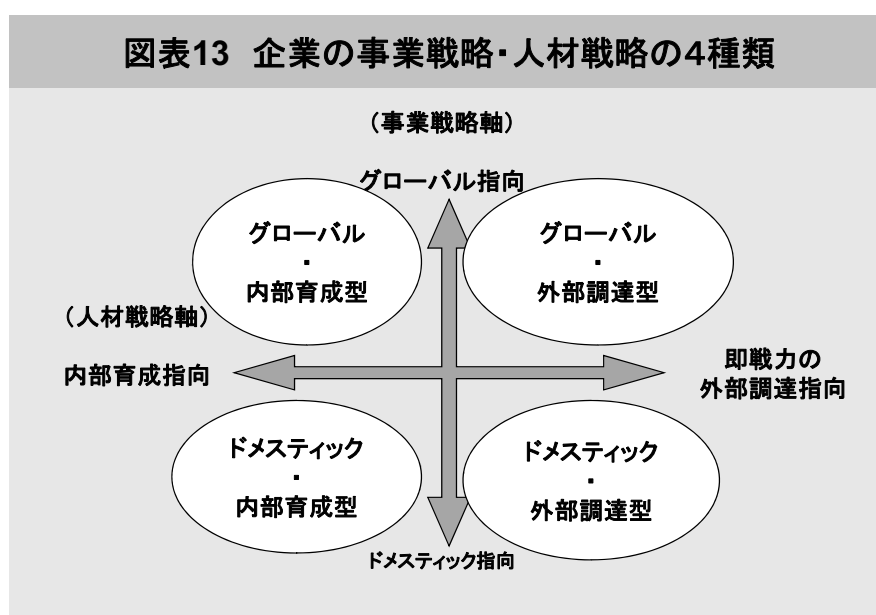 図表13 企業の事業戦略・人材戦略の4種類
（事業戦略軸）
グローバル指向
グローバル
・
内部育成型
グローバル
・
外部調達型
（人材戦略軸）
内部育成指向
即戦力の
外部調達指向
ドメスティック
・
内部育成型
ドメスティック
・
外部調達型
ドメスティック指向